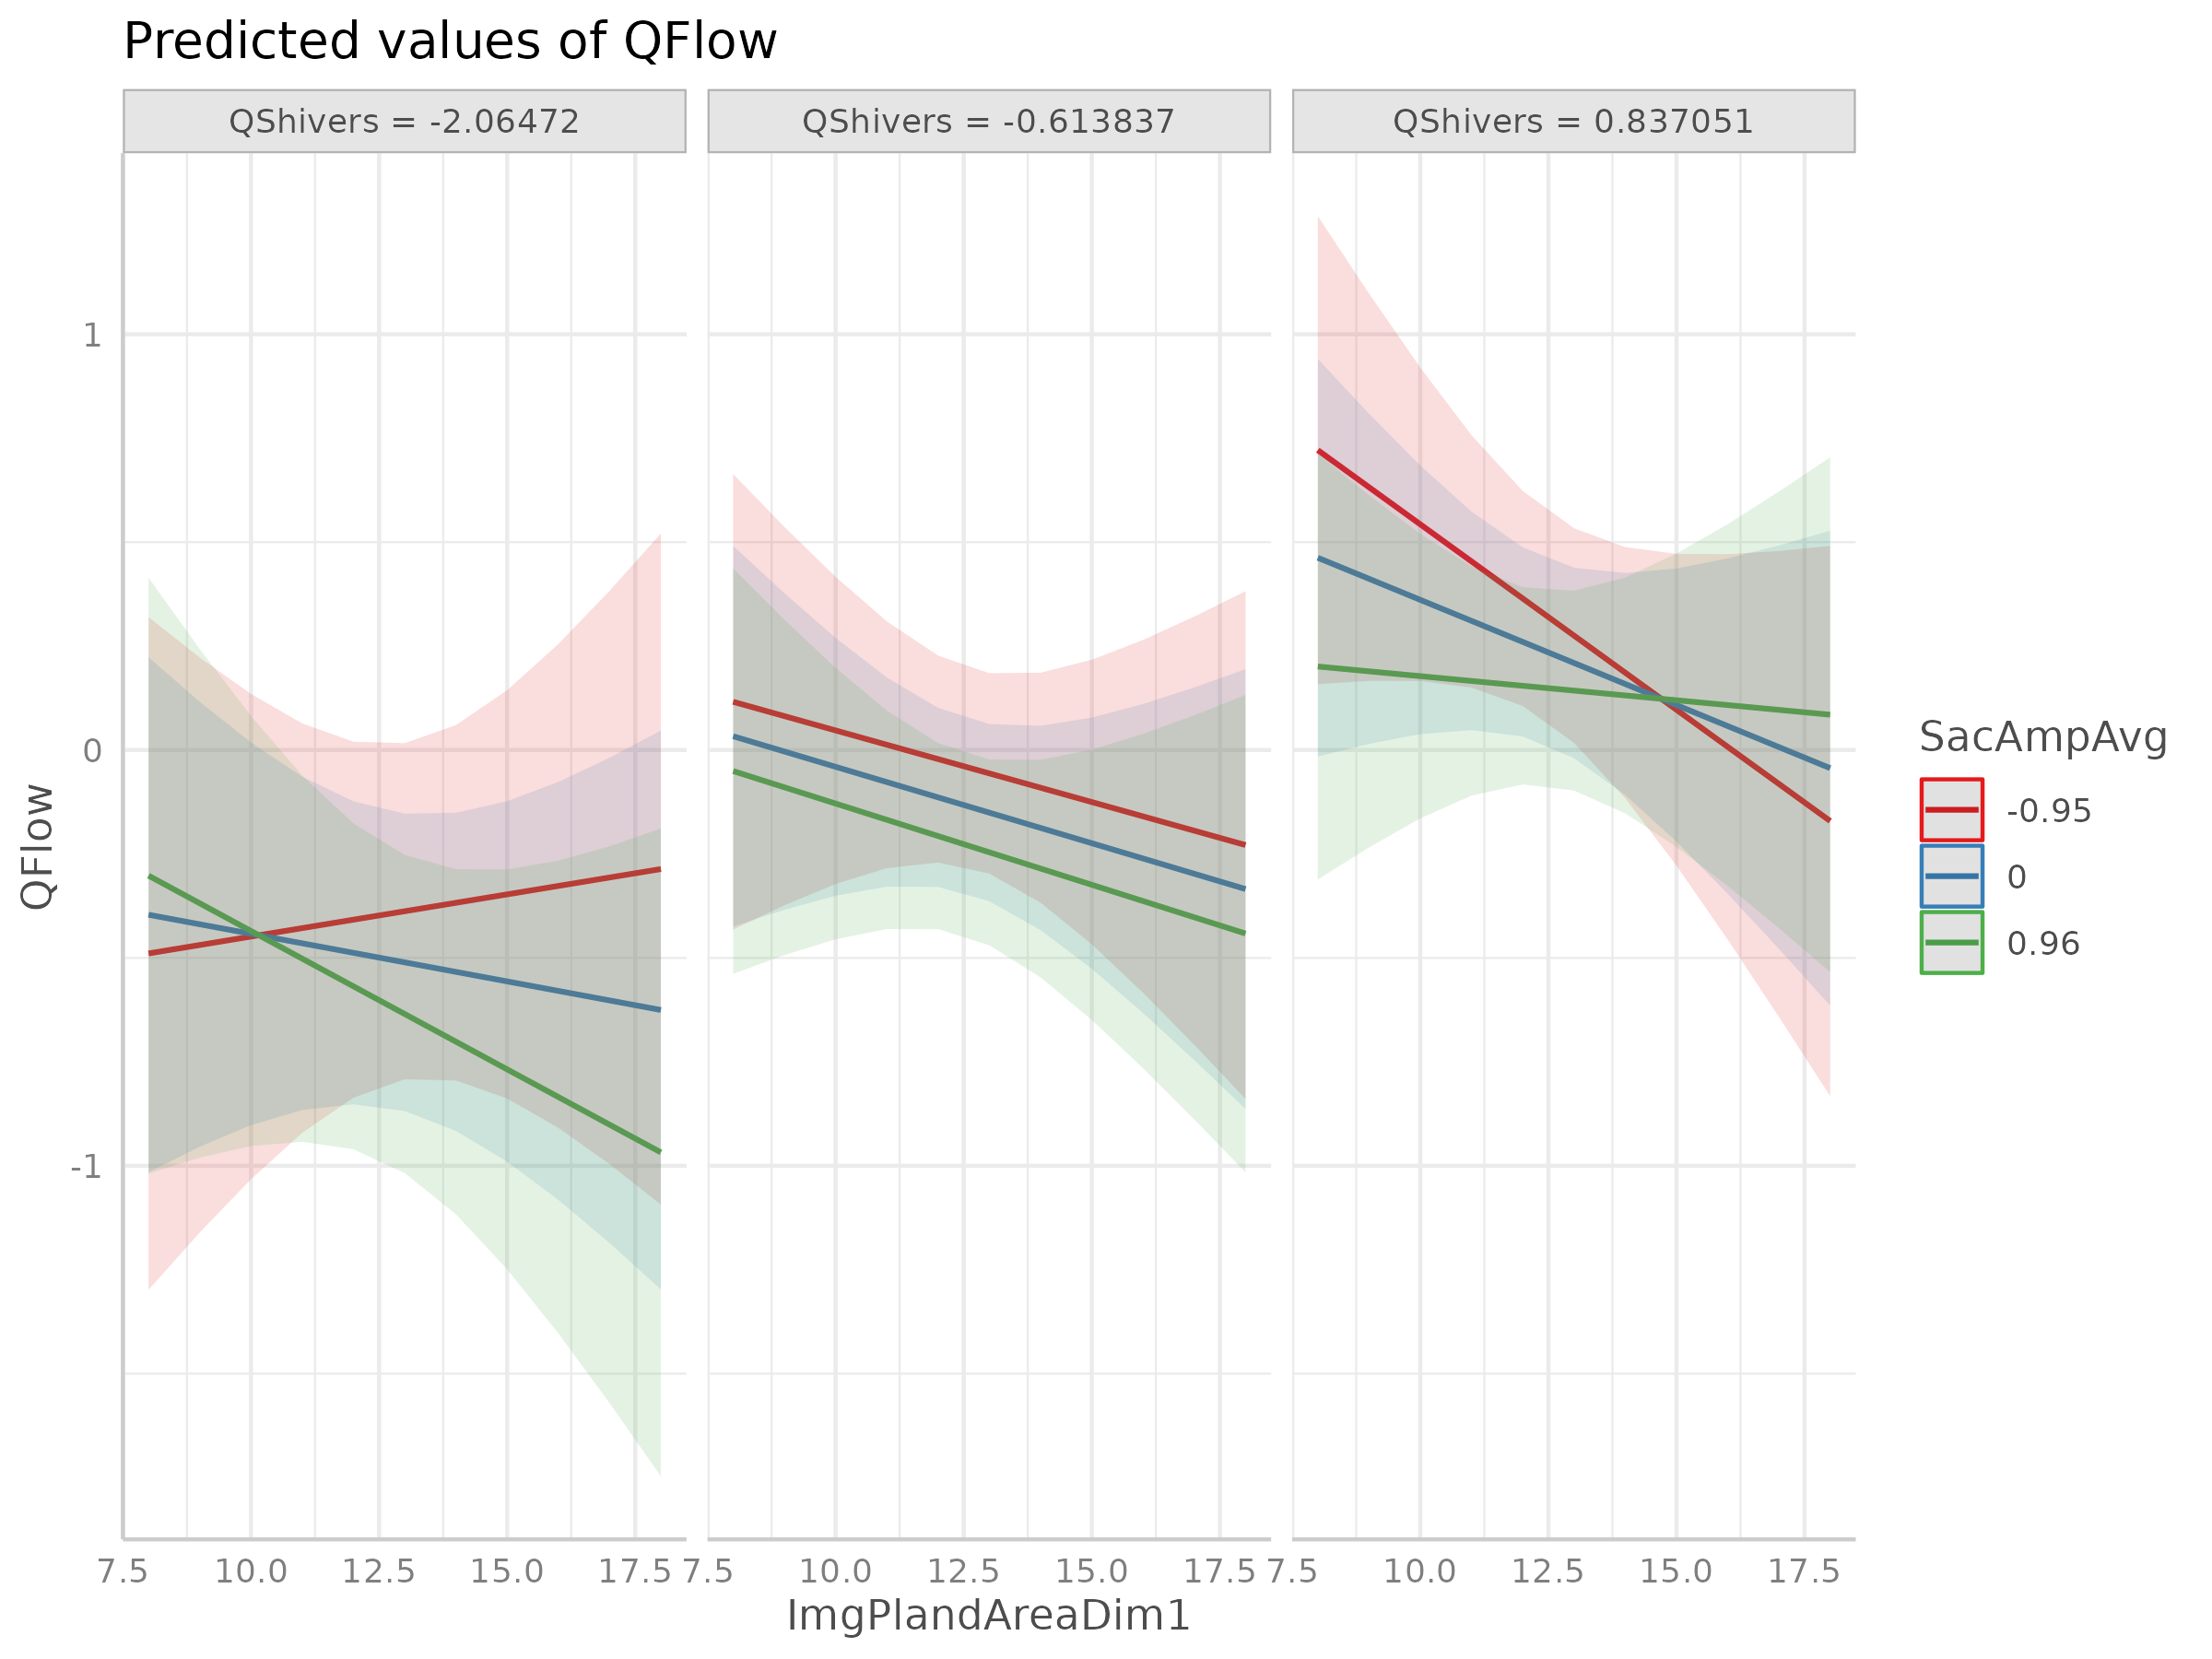 Predicted values of QFlow
QShivers = -2.06472
QShivers = -0.613837
QShivers = 0.837051
1
0
-1
QFlow
7.5 10.0 12.5 15.0 17.5
7.5 10.0 12.5 15.0 17.5
7.5 10.0 12.5 15.0 17.5
ImgPlandAreaDim1
SacAmpAvg
-0.95
0
0.96